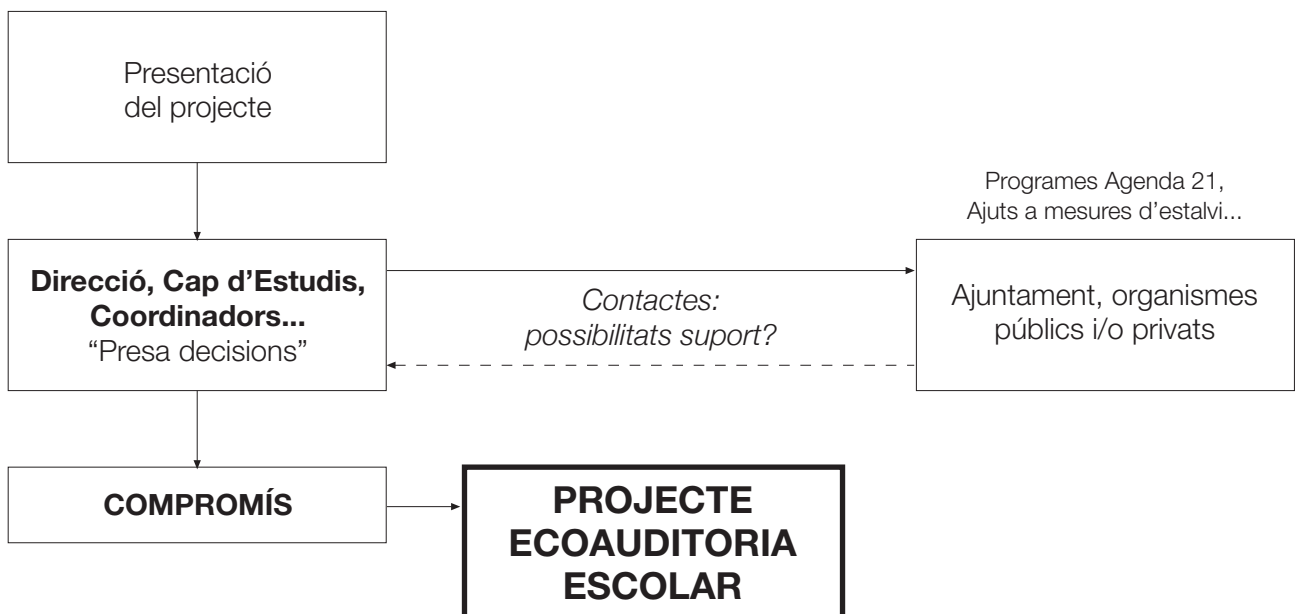 Presentació
del projecte
Programes Agenda 21,
Ajuts a mesures d’estalvi...
Direcció, Cap d’Estudis,
Coordinadors...
“Presa decisions”
Contactes:
possibilitats suport?
Ajuntament, organismes
públics i/o privats
COMPROMÍS
PROJECTE
ECOAUDITORIA
ESCOLAR